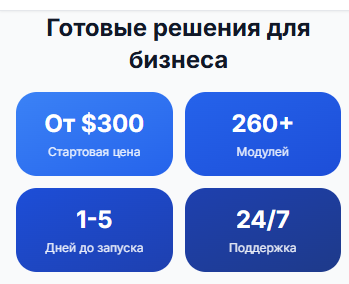 Готовые решения для
бизнеса
От $300
Стартовая цена
260+
Модулей
1-5
Дней до запуска
24/7
Поддержка